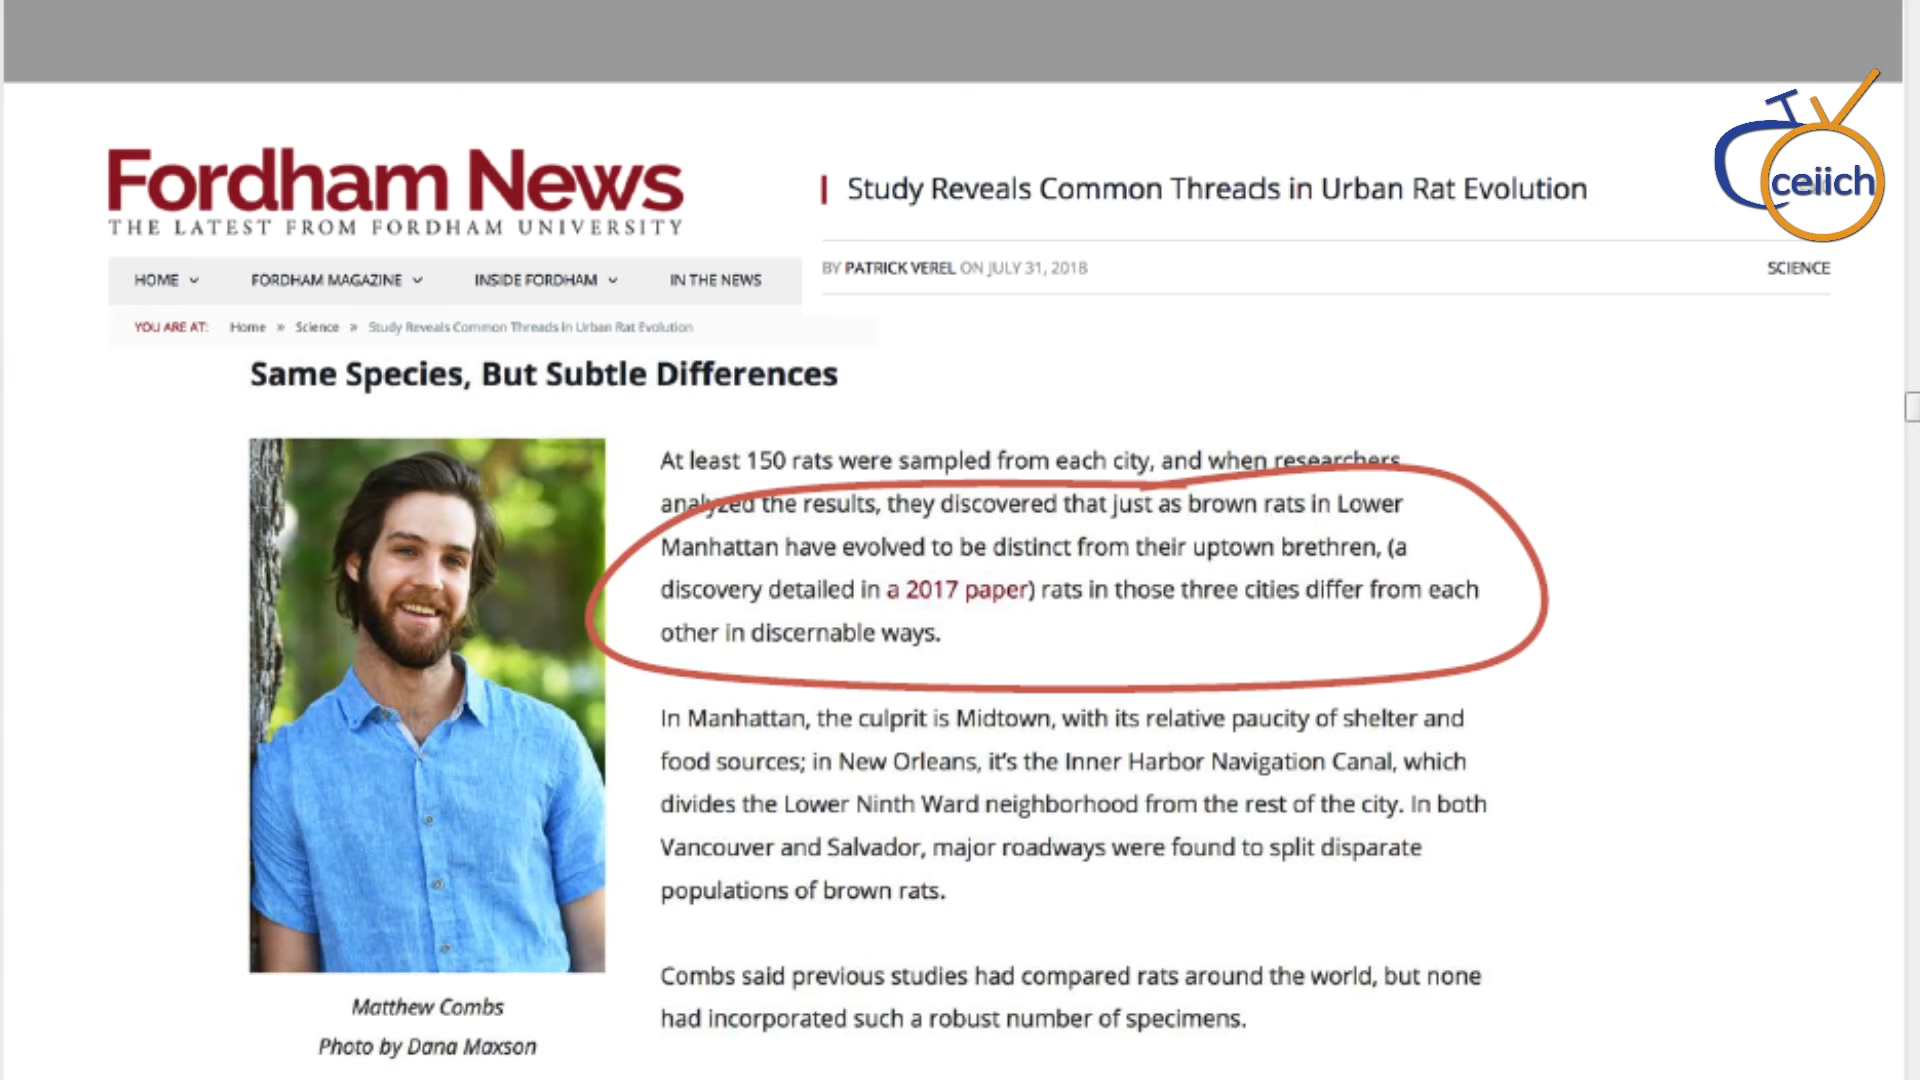 TV
ceiich
Fordham News
THE LATEST FROM FORDHAM UNIVERSITY
Study Reveals Common Threads in Urban Rat Evolution
BY PATRICK VEREL ON JULY 31, 2018
SCIENCE
HOME FORDHAM MAGAZINE INSIDE FORDHAM IN THE NEWS
YOU ARE AT: Home » Science » Study Reveals Common Threads in Urban Rat Evolution
Same Species, But Subtle Differences
At least 150 rats were sampled from each city, and when researchers
analyzed the results, they discovered that just as brown rats in Lower
Manhattan have evolved to be distinct from their uptown brethren, (a
discovery detailed in a 2017 paper) rats in those three cities differ from each
other in discernable ways.
In Manhattan, the culprit is Midtown, with its relative paucity of shelter and
food sources; in New Orleans, it's the Inner Harbor Navigation Canal, which
divides the Lower Ninth Ward neighborhood from the rest of the city. In both
Vancouver and Salvador, major roadways were found to split disparate
populations of brown rats.
Combs said previous studies had compared rats around the world, but none
had incorporated such a robust number of specimens.
Matthew Combs
Photo by Dana Maxson